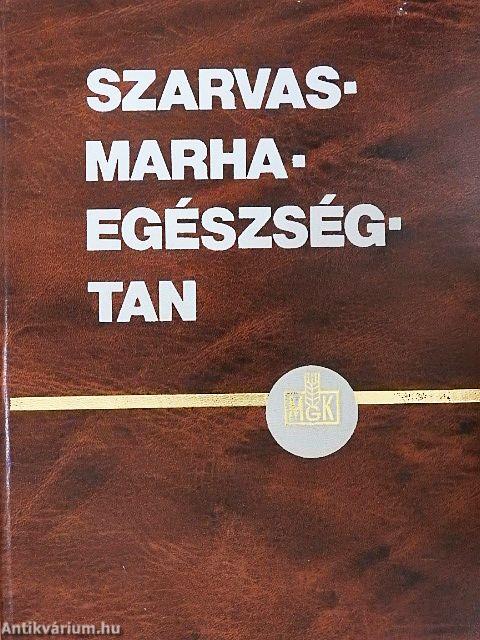 SZARVAS-
MARHA-
EGÉSZSÉG-
TAN
MGK
Antikvárium.hu